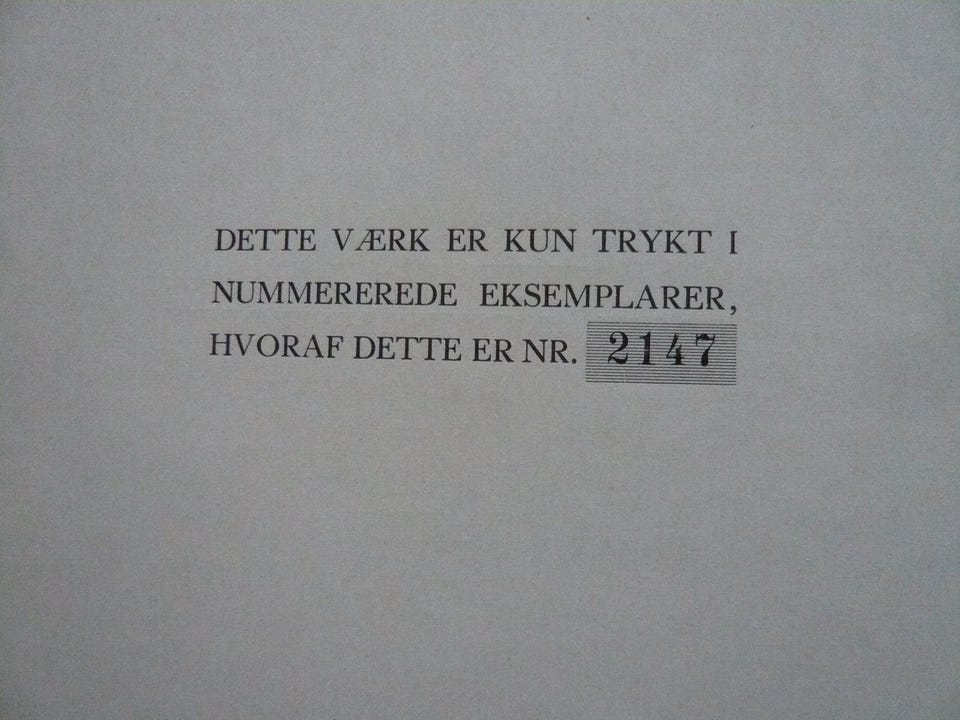 DETTE VÆRK ER KUN TRYKT I
NUMMEREREDE EKSEMPLARER,
HVORAF DETTE ER NR. 2147